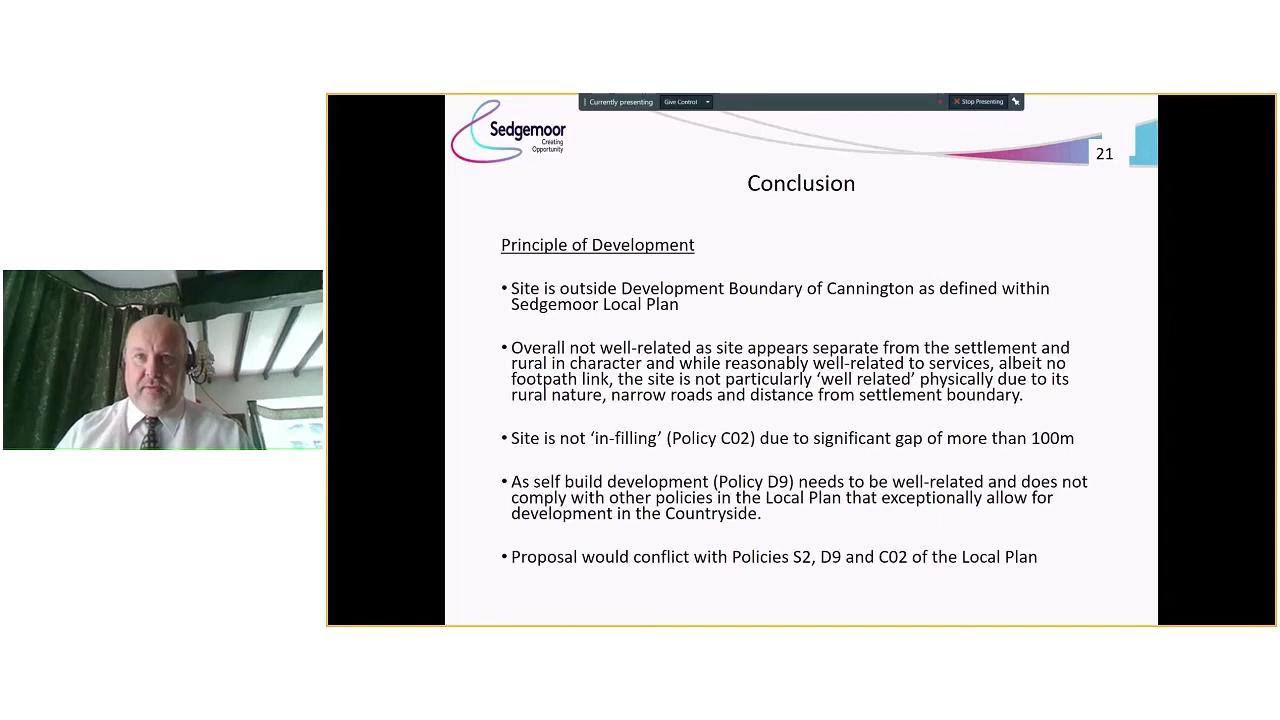 Currently presenting
Give Control
Stop Presenting
Sedgemoor
Creating
Opportunity
21
Conclusion
Principle of Development
• Site is outside Development Boundary of Cannington as defined within
Sedgemoor Local Plan
• Overall not well-related as site appears separate from the settlement and
rural in character and while reasonably well-related to services, albeit no
footpath link, the site is not particularly ‘well related’ physically due to its
rural nature, narrow roads and distance from settlement boundary.
• Site is not ‘in-filling’ (Policy C02) due to significant gap of more than 100m
• As self build development (Policy D9) needs to be well-related and does not
comply with other policies in the Local Plan that exceptionally allow for
development in the Countryside.
• Proposal would conflict with Policies S2, D9 and C02 of the Local Plan